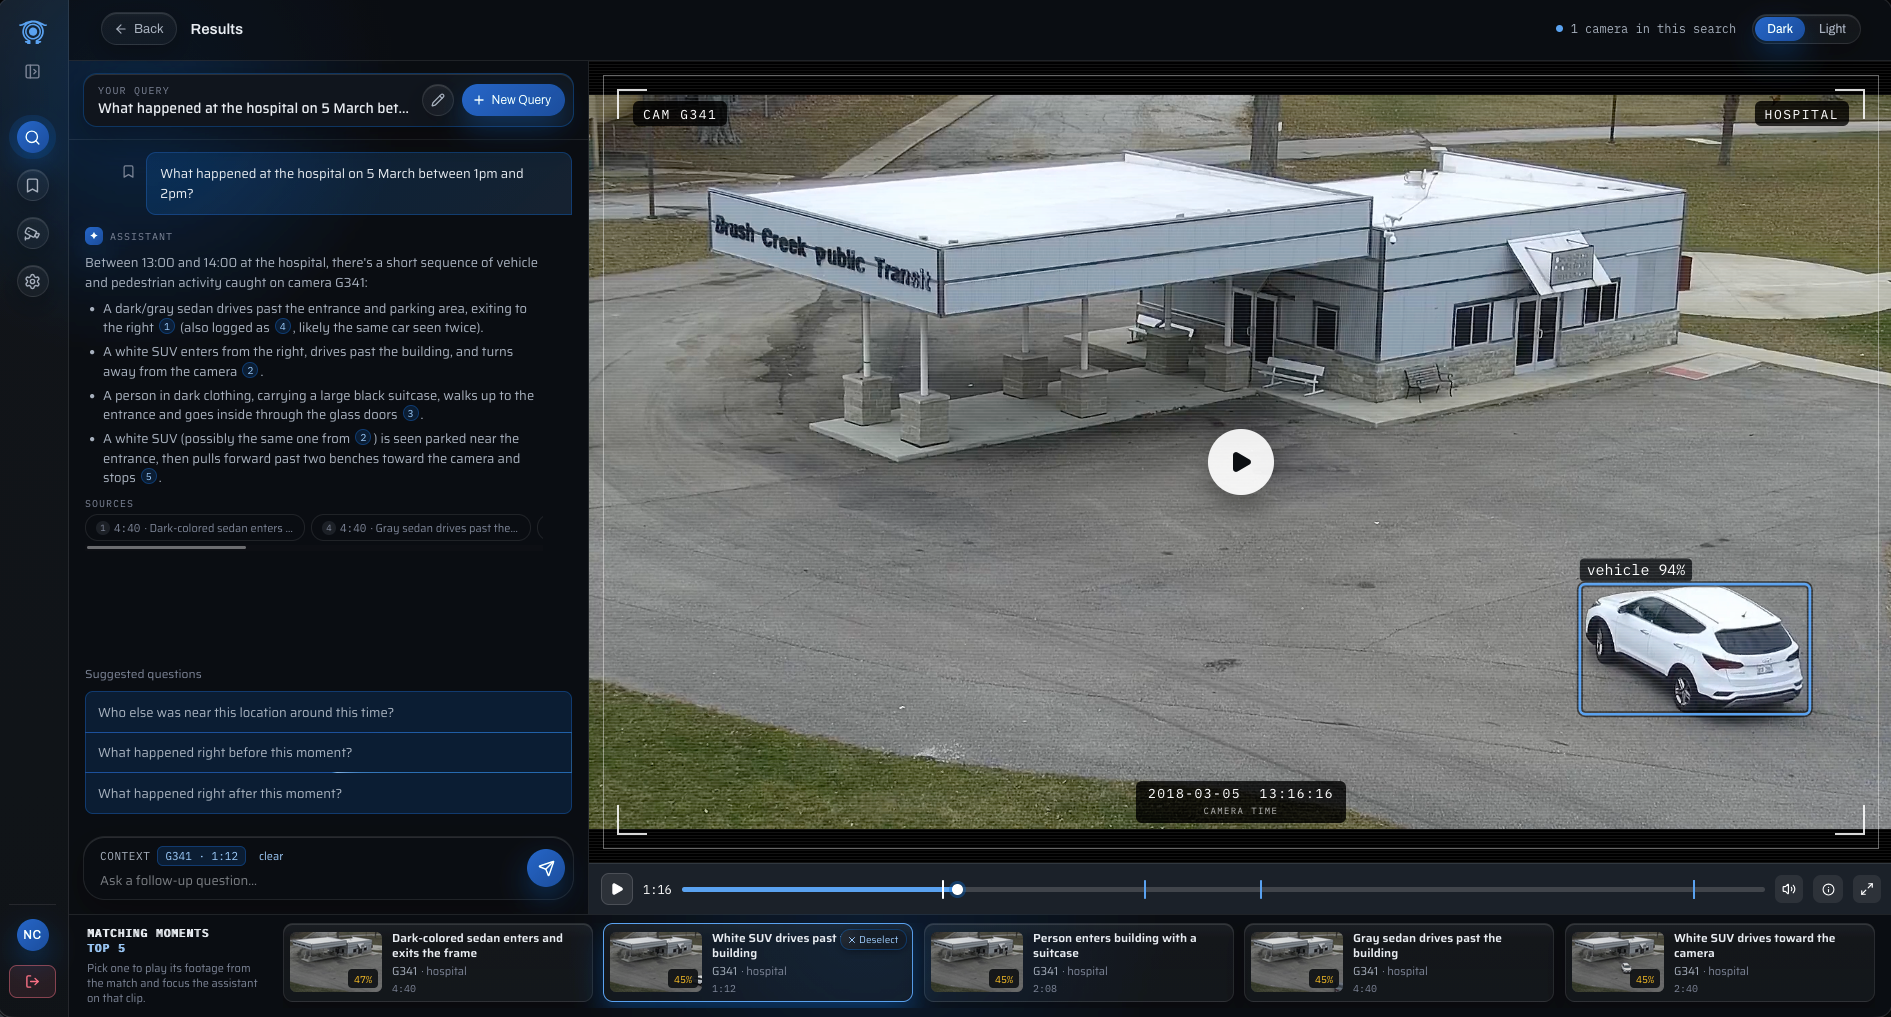 Back
Results
1 camera in this search
Dark
Light
YOUR QUERY
What happened at the hospital on 5 March bet...
New Query
What happened at the hospital on 5 March between 1pm and
2pm?
ASSISTANT
Between 13:00 and 14:00 at the hospital, there's a short sequence of vehicle
and pedestrian activity caught on camera G341:
• A dark/gray sedan drives past the entrance and parking area, exiting to
the right 1 (also logged as 4, likely the same car seen twice).
• A white SUV enters from the right, drives past the building, and turns
away from the camera 2.
• A person in dark clothing, carrying a large black suitcase, walks up to the
entrance and goes inside through the glass doors 3.
• A white SUV (possibly the same one from 2) is seen parked near the
entrance, then pulls forward past two benches toward the camera and
stops 5.
SOURCES
1 4:40 · Dark-colored sedan enters ...
4 4:40 · Gray sedan drives past the...
Suggested questions
Who else was near this location around this time?
What happened right before this moment?
What happened right after this moment?
CONTEXT G341 · 1:12 clear
Ask a follow-up question...
NC
CAM G341
HOSPITAL
Brush Creek public Transit
vehicle 94%
2018-03-05 13:16:16
CAMERA TIME
1:16
MATCHING MOMENTS
TOP 5
Pick one to play its footage from
the match and focus the assistant
on that clip.
47%
Dark-colored sedan enters and
exits the frame
G341 · hospital
4:40
45%
White SUV drives past
building
Deselect
G341 · hospital
1:12
45%
Person enters building with a
suitcase
G341 · hospital
2:08
45%
Gray sedan drives past the
building
G341 · hospital
4:40
45%
White SUV drives toward the
camera
G341 · hospital
2:40